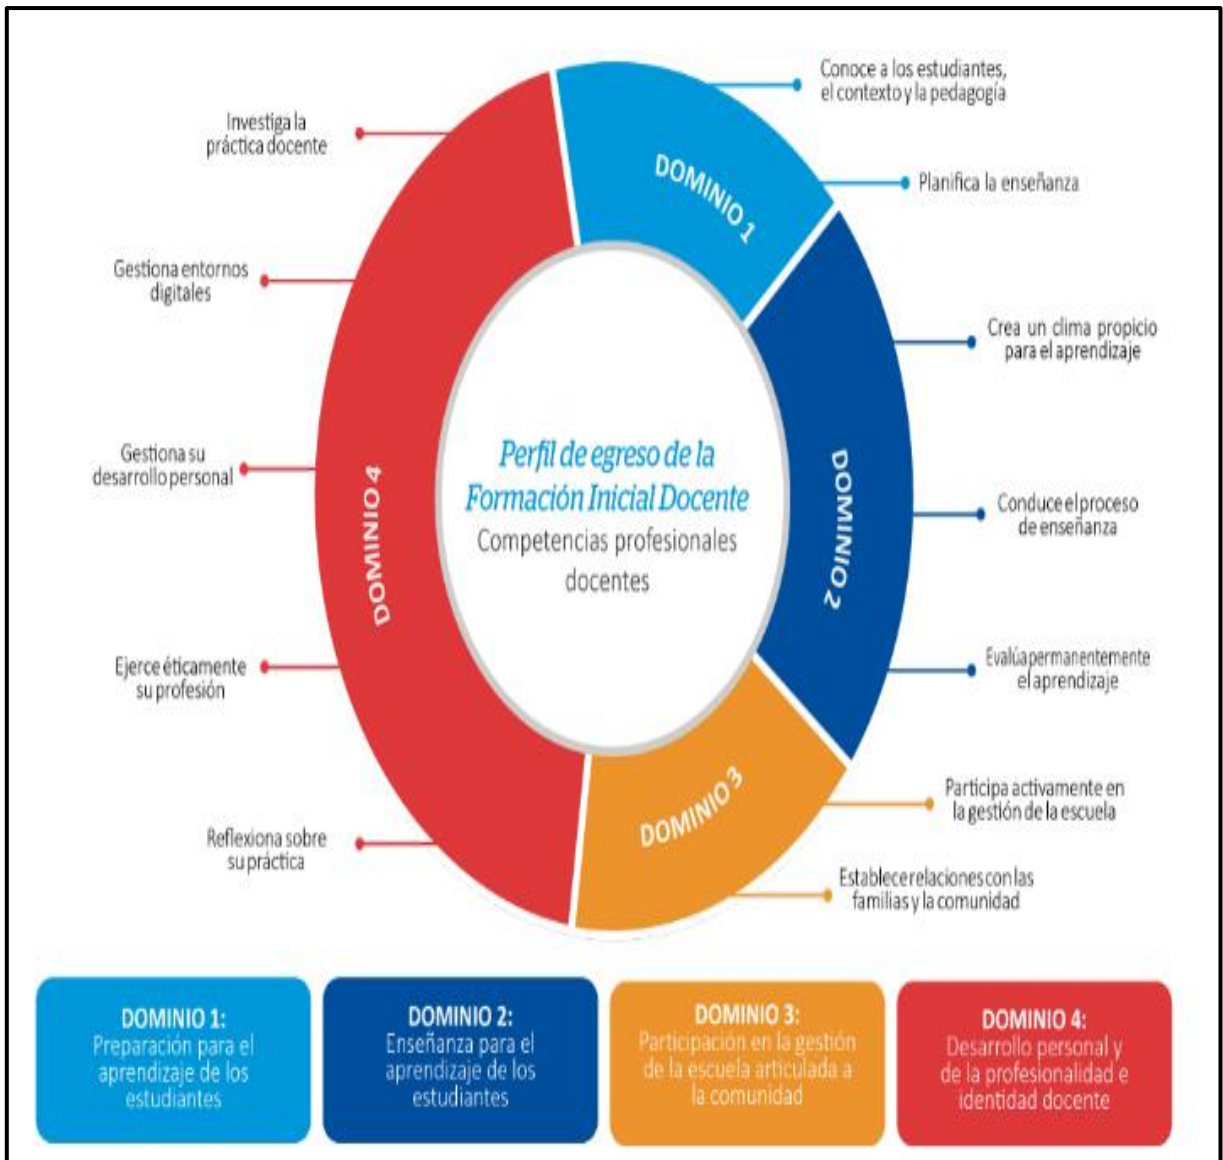 Conoce a los estudiantes,
el contexto y la pedagogía
Planifica la enseñanza
Crea un clima propicio
para el aprendizaje
Conduce el proceso
de enseñanza
Evalúa permanentemente
el aprendizaje
Participa activamente en
la gestión de la escuela
Establece relaciones con las
familias y la comunidad
Reflexiona sobre
su práctica
Ejerce éticamente
su profesión
Gestiona su
desarrollo personal
Gestiona entornos
digitales
Investiga la
práctica docente
DOMINIO 1
DOMINIO 2
DOMINIO 3
DOMINIO 4
Perfil de egreso de la
Formación Inicial Docente
Competencias profesionales
docentes
DOMINIO 1:
Preparación para el
aprendizaje de los
estudiantes
DOMINIO 2:
Enseñanza para el
aprendizaje de los
estudiantes
DOMINIO 3:
Participación en la gestión
de la escuela articulada a
la comunidad
DOMINIO 4:
Desarrollo personal y
de la profesionalidad e
identidad docente